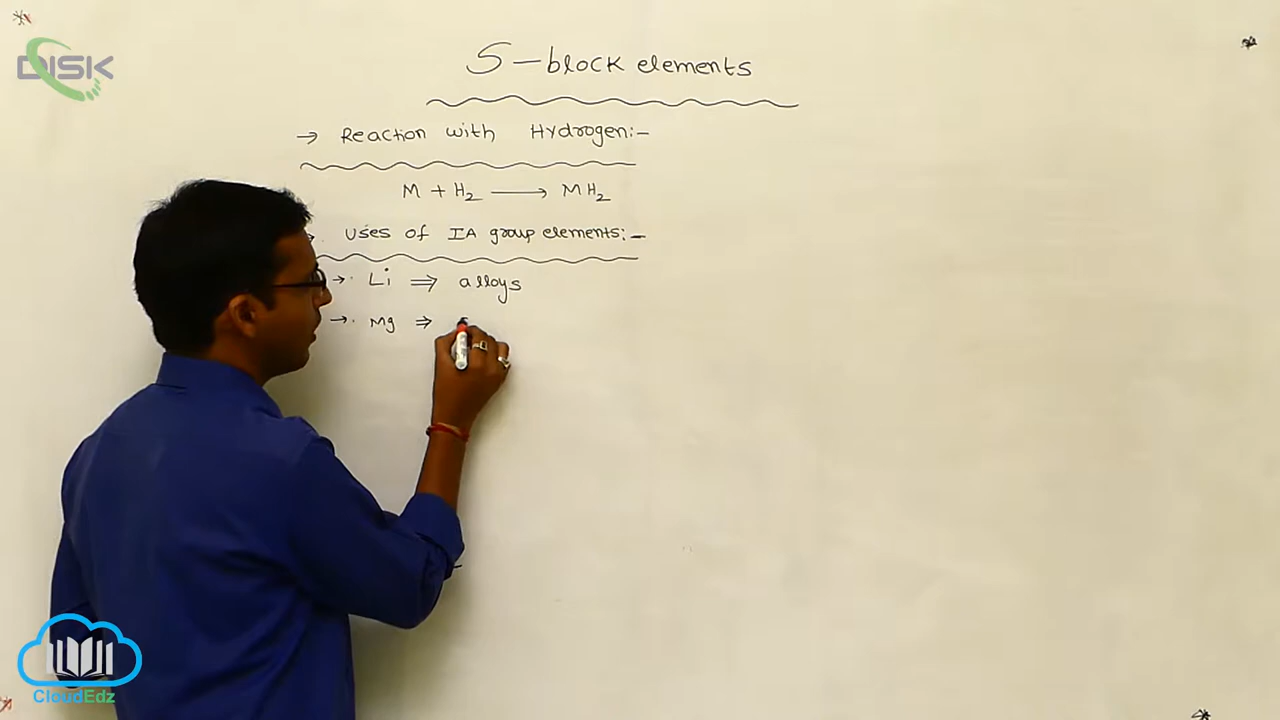 DISK
S - block elements
→ Reaction with Hydrogen:-
M + H₂ ⟶ MH₂
uses of IA group elements:-
→ Li ⇒ alloys
→ Mg ⇒
CloudEdz